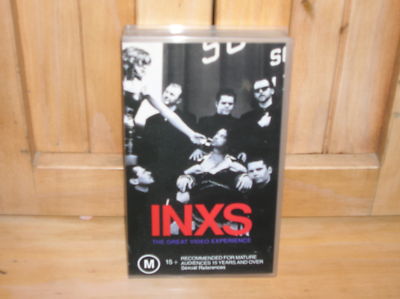 INXS
THE GREAT VIDEO EXPERIENCE
M 15+ RECOMMENDED FOR MATURE
AUDIENCES 15 YEARS AND OVER
Sexual References